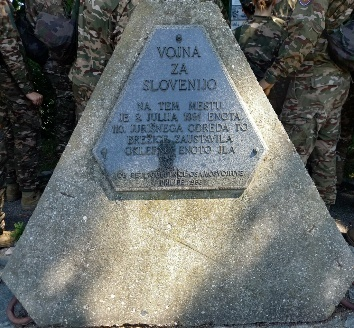 VOJNA
ZA
SLOVENIJO
NA TEM MESTU
JE 2. JULIJA 1991 ENOTA
JURIŠNEGA ODREDA TO
BREŽICE ZAUSTAVILA
OKLEPNO ENOTO JLA